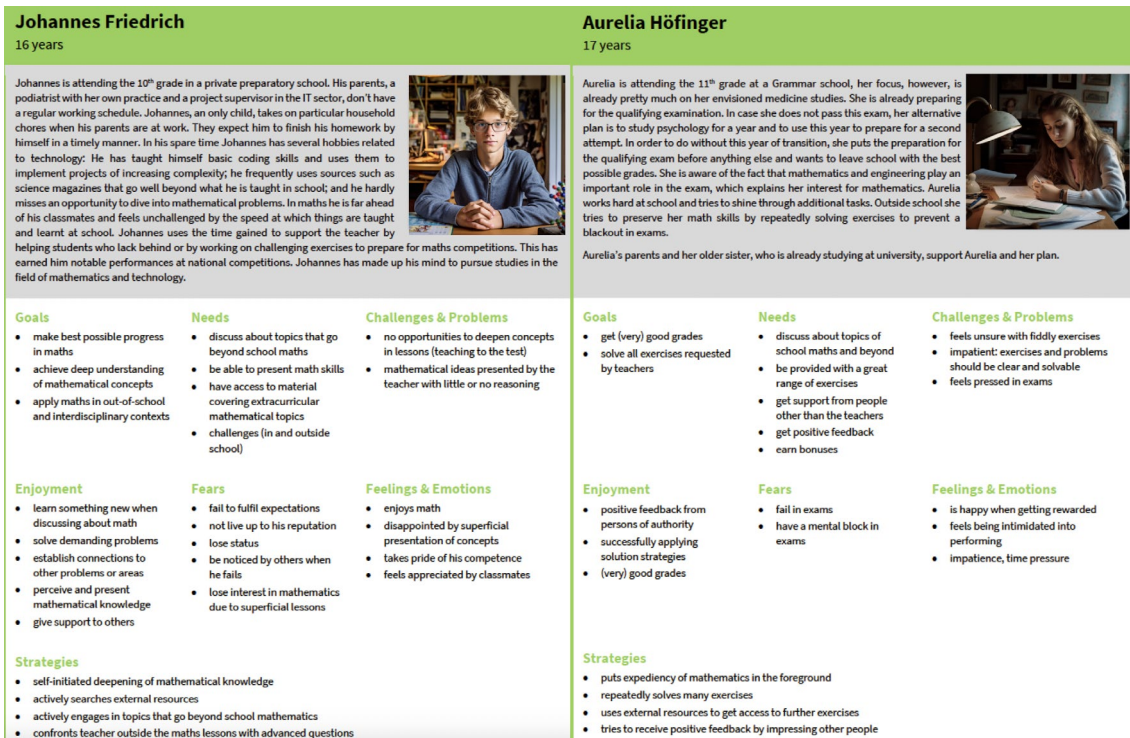 Johannes Friedrich
16 years
Johannes is attending the 10th grade in a private preparatory school. His parents, a
podiatrist with her own practice and a project supervisor in the IT sector, don't have
a regular working schedule. Johannes, an only child, takes on particular household
chores when his parents are at work. They expect him to finish his homework by
himself in a timely manner. In his spare time Johannes has several hobbies related
to technology: He has taught himself basic coding skills and uses them to
implement projects of increasing complexity; he frequently uses sources such as
science magazines that go well beyond what he is taught in school; and he hardly
misses an opportunity to dive into mathematical problems. In maths he is far ahead
of his classmates and feels unchallenged by the speed at which things are taught
and learnt at school. Johannes uses the time gained to support the teacher by
helping students who lack behind or by working on challenging exercises to prepare for maths competitions. This has
earned him notable performances at national competitions. Johannes has made up his mind to pursue studies in the
field of mathematics and technology.
Goals
• make best possible progress
in maths
• achieve deep understanding
of mathematical concepts
• apply maths in out-of-school
and interdisciplinary contexts
Needs
• discuss about topics that go
beyond school maths
• be able to present math skills
• have access to material
covering extracurricular
mathematical topics
• challenges (in and outside
school)
Challenges & Problems
• no opportunities to deepen concepts
in lessons (teaching to the test)
• mathematical ideas presented by the
teacher with little or no reasoning
Enjoyment
• learn something new when
discussing about math
• solve demanding problems
• establish connections to
other problems or areas
• perceive and present
mathematical knowledge
• give support to others
Fears
• fail to fulfil expectations
• not live up to his reputation
• lose status
• be noticed by others when
he fails
• lose interest in mathematics
due to superficial lessons
Feelings & Emotions
• enjoys math
• disappointed by superficial
presentation of concepts
• takes pride of his competence
• feels appreciated by classmates
Strategies
• self-initiated deepening of mathematical knowledge
• actively searches external resources
• actively engages in topics that go beyond school mathematics
• confronts teacher outside the maths lessons with advanced questions
Aurelia Höfinger
17 years
Aurelia is attending the 11th grade at a Grammar school, her focus, however, is
already pretty much on her envisioned medicine studies. She is already preparing
for the qualifying examination. In case she does not pass this exam, her alternative
plan is to study psychology for a year and to use this year to prepare for a second
attempt. In order to do without this year of transition, she puts the preparation for
the qualifying exam before anything else and wants to leave school with the best
possible grades. She is aware of the fact that mathematics and engineering play an
important role in the exam, which explains her interest for mathematics. Aurelia
works hard at school and tries to shine through additional tasks. Outside school she
tries to preserve her math skills by repeatedly solving exercises to prevent a
blackout in exams.
Aurelia's parents and her older sister, who is already studying at university, support Aurelia and her plan.
Goals
• get (very) good grades
• solve all exercises requested
by teachers
Needs
• discuss about topics of
school maths and beyond
• be provided with a great
range of exercises
• get support from people
other than the teachers
• get positive feedback
• earn bonuses
Challenges & Problems
• feels unsure with fiddly exercises
• impatient: exercises and problems
should be clear and solvable
• feels pressed in exams
Enjoyment
• positive feedback from
persons of authority
• successfully applying
solution strategies
• (very) good grades
Fears
• fail in exams
• have a mental block in
exams
Feelings & Emotions
• is happy when getting rewarded
• feels being intimidated into
performing
• impatience, time pressure
Strategies
• puts expediency of mathematics in the foreground
• repeatedly solves many exercises
• uses external resources to get access to further exercises
• tries to receive positive feedback by impressing other people